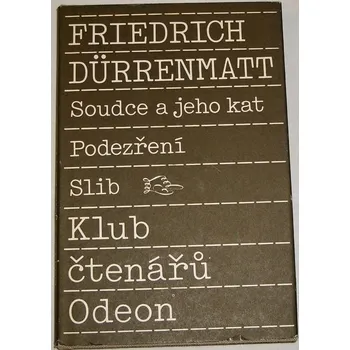 FRIEDRICH
DÜRRENMATT
Soudce a jeho kat
Podezření
Slib
Klub
čtenářů
Odeon